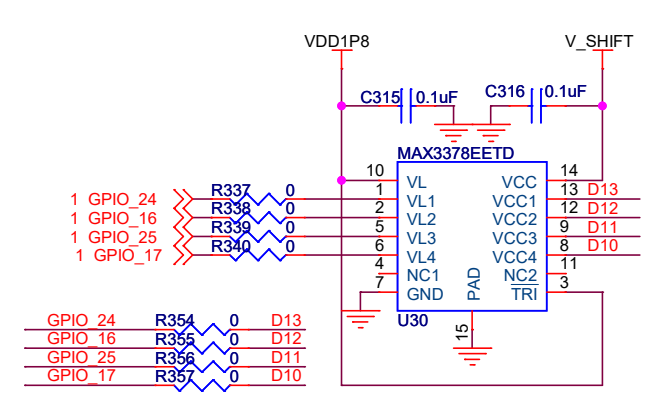 VDD1P8 V_SHIFT
C315 0.1uF C316 0.1uF
MAX3378EETD
10 VL VCC 14
1 GPIO_24 R337 0 1 VL1 VCC1 13 D13
1 GPIO_16 R338 0 2 VL2 VCC2 12 D12
1 GPIO_25 R339 0 5 VL3 VCC3 9 D11
1 GPIO_17 R340 0 6 VL4 VCC4 8 D10
4 NC1 NC2 11
7 GND PAD TRI 3
U30
15
GPIO_24 R354 0 D13
GPIO_16 R355 0 D12
GPIO_25 R356 0 D11
GPIO_17 R357 0 D10